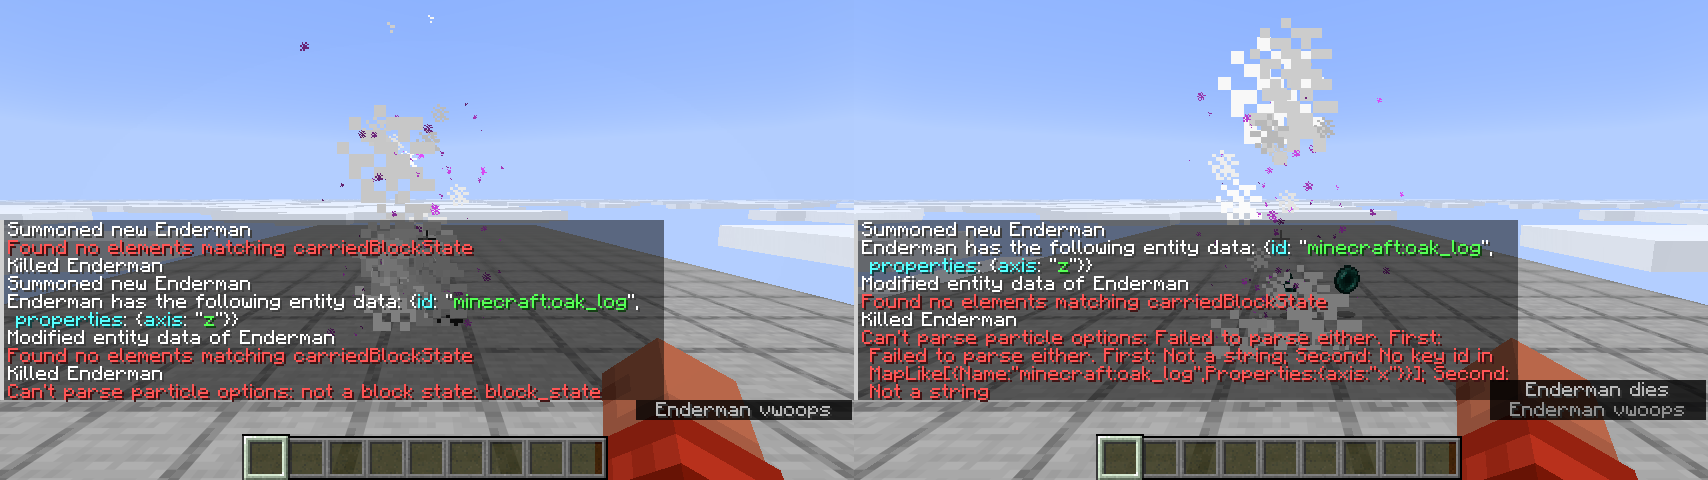 Summoned new Enderman
Found no elements matching carriedBlockState
Killed Enderman
Summoned new Enderman
Enderman has the following entity data: {id: "minecraft:oak_log",
properties: {axis: "z"}}
Modified entity data of Enderman
Found no elements matching carriedBlockState
Killed Enderman
Can't parse particle options: not a block state: block_state
Enderman vwoops
Summoned new Enderman
Enderman has the following entity data: {id: "minecraft:oak_log",
properties: {axis: "z"}}
Modified entity data of Enderman
Found no elements matching carriedBlockState
Killed Enderman
Can't parse particle options: Failed to parse either. First:
Failed to parse either. First: Not a string; Second: No key id in
MapLike[{Name:"minecraft:oak_log",Properties:{axis:"x"}}]; Second:
Not a string
Enderman dies
Enderman vwoops